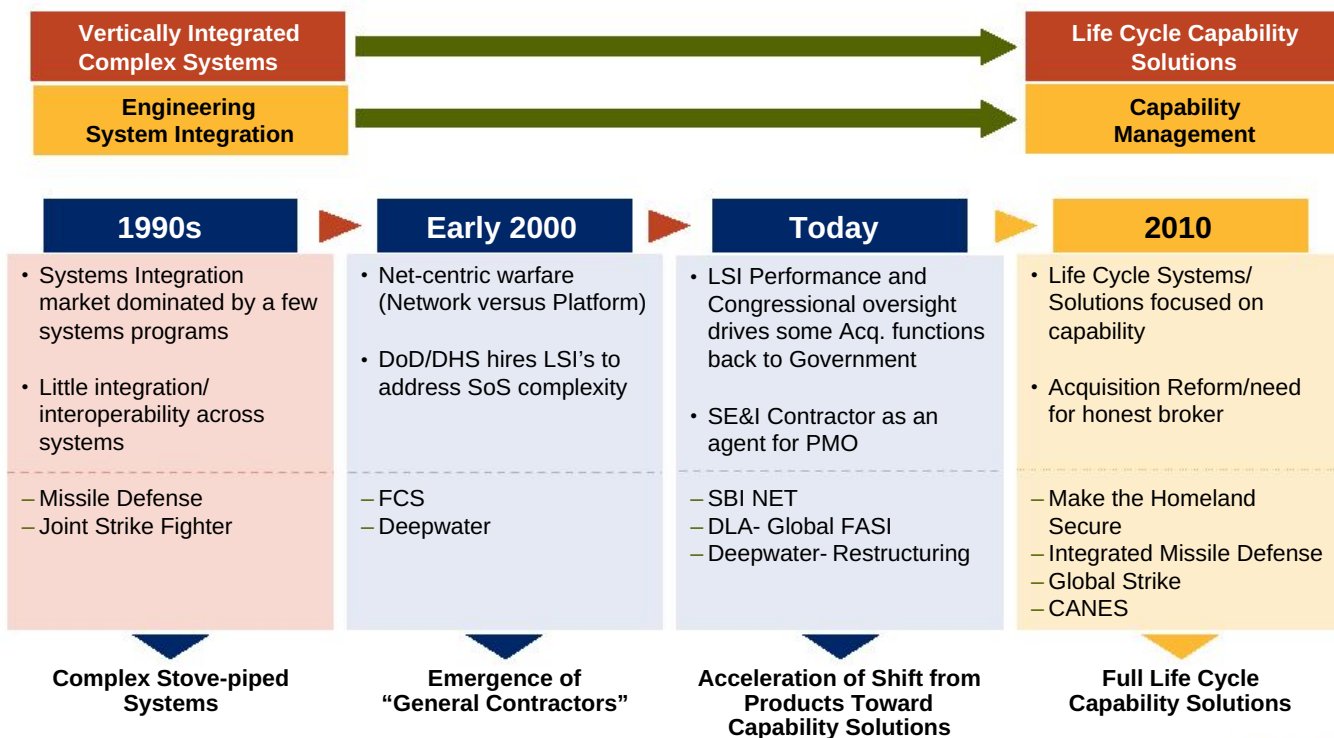 Vertically Integrated
Complex Systems
Life Cycle Capability
Solutions
Engineering
System Integration
Capability
Management
1990s
Early 2000
Today
2010
• Systems Integration
market dominated by a few
systems programs
• Little integration/
interoperability across
systems
– Missile Defense
– Joint Strike Fighter
Complex Stove-piped
Systems
• Net-centric warfare
(Network versus Platform)
• DoD/DHS hires LSI's to
address SoS complexity
– FCS
– Deepwater
Emergence of
“General Contractors”
• LSI Performance and
Congressional oversight
drives some Acq. functions
back to Government
• SE&I Contractor as an
agent for PMO
– SBI NET
– DLA- Global FASI
– Deepwater- Restructuring
Acceleration of Shift from
Products Toward
Capability Solutions
• Life Cycle Systems/
Solutions focused on
capability
• Acquisition Reform/need
for honest broker
– Make the Homeland
Secure
– Integrated Missile Defense
– Global Strike
– CANES
Full Life Cycle
Capability Solutions